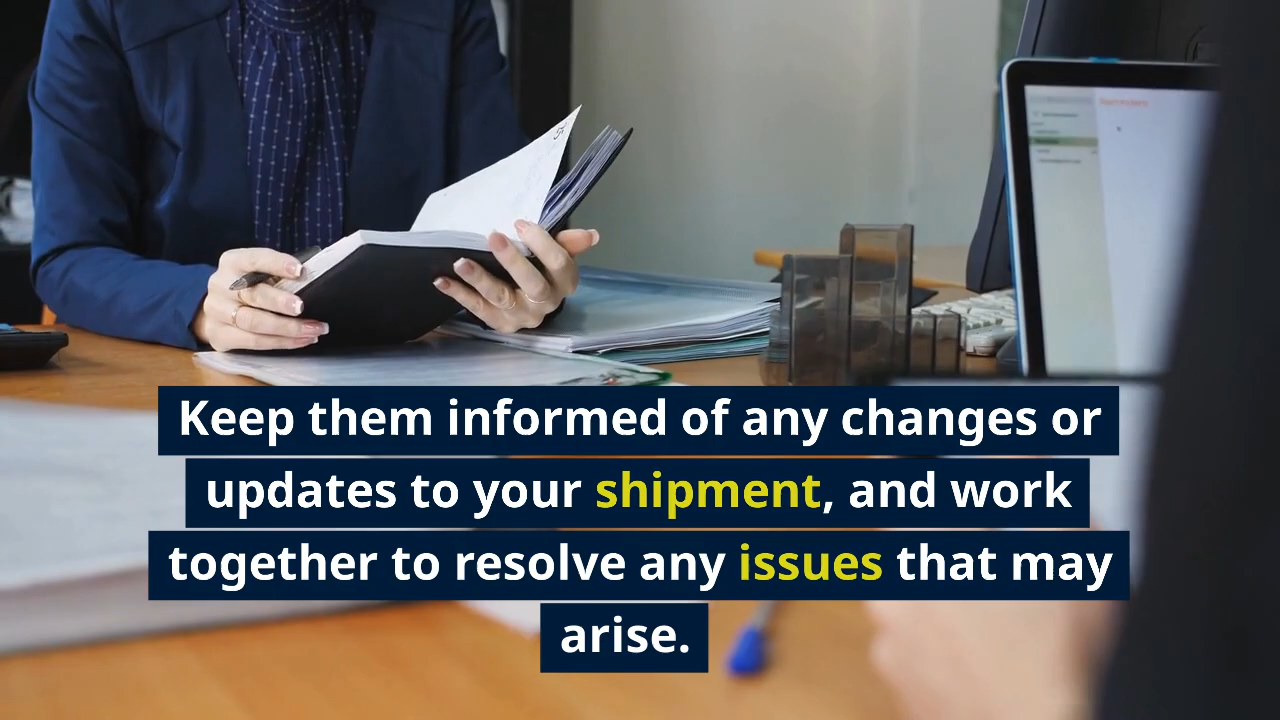 Keep them informed of any changes or
updates to your shipment, and work
together to resolve any issues that may
arise.